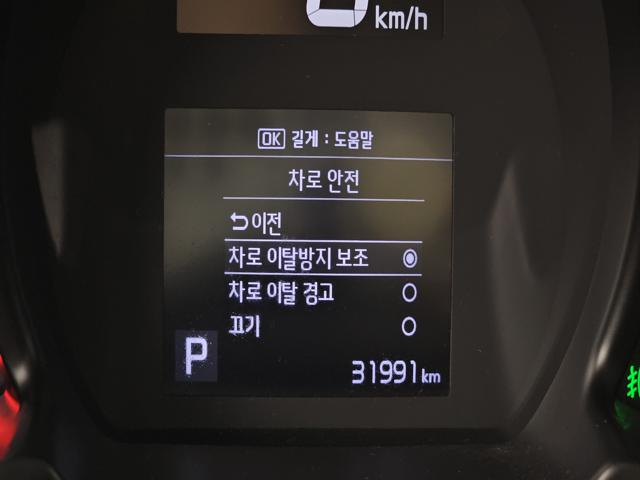 0 km/h
OK 길게 : 도움말
차로 안전
이전
차로 이탈방지 보조
차로 이탈 경고
끄기
P
31991 km